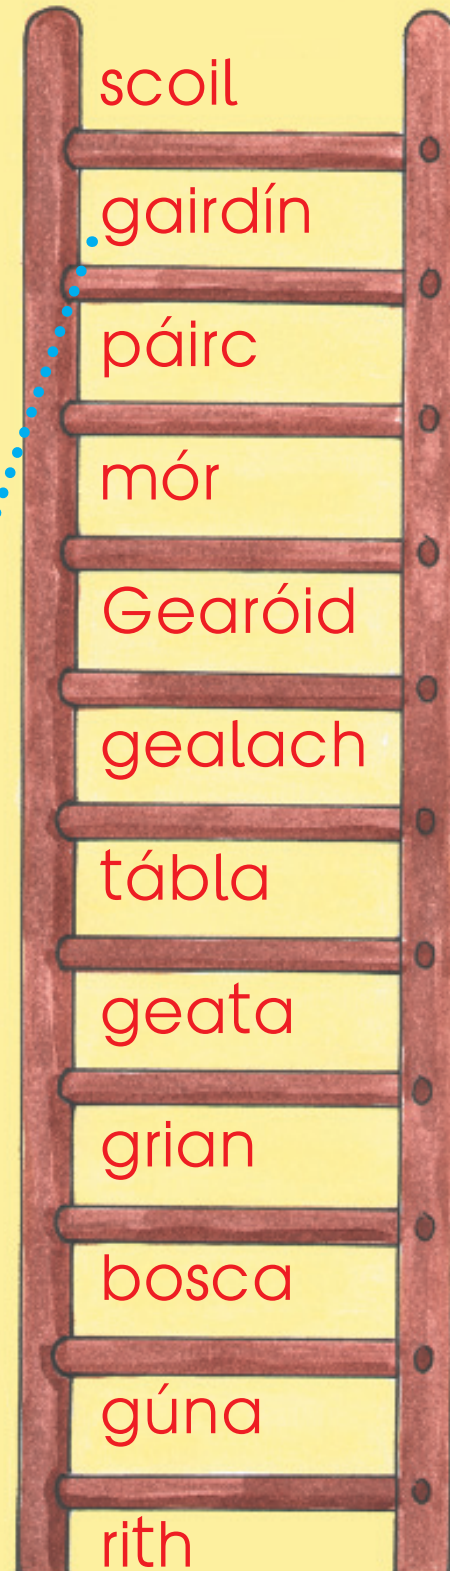 scoil
gairdín
páirc
mór
Gearóid
gealach
tábla
geata
grian
bosca
gúna
rith